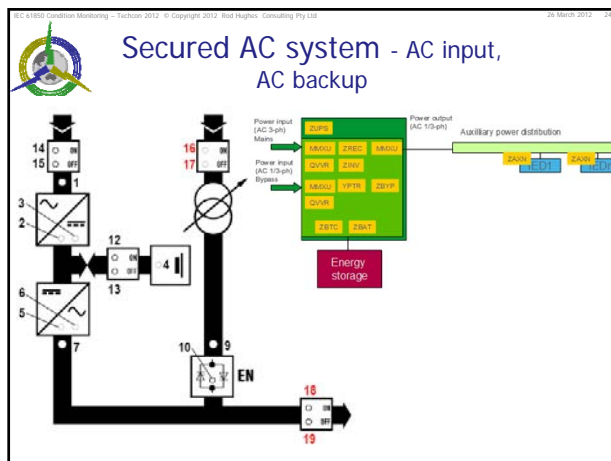 IEC 61850 Condition Monitoring – Techcon 2012 © Copyright 2012 Rod Hughes Consulting Pty Ltd
26 March 2012
24
Secured AC system - AC input,
AC backup
14 ON
15 OFF
1
3
2
12 ON
13 OFF
4
6
5
7
16 ON
17 OFF
9
10
EN
18 ON
19 OFF
Power input
(AC 3-ph)
Mains
Power input
(AC 1/3-ph)
Bypass
ZUPS
MMXU ZREC MMXU
QVVR ZINV
MMXU YPTR ZBYP
QVVR
ZBTC ZBAT
Energy
storage
Power output
(AC 1/3-ph)
Auxilliary power distribution
ZAXN ZAXN
IED1